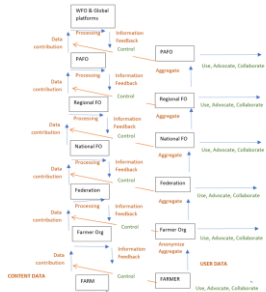 WFO & Global
platforms
Processing
Information
Feedback
Data
contribution
Control
PAFO
PAFO
Aggregate
Use, Advocate, Collaborate
Processing
Information
Feedback
Data
contribution
Control
Regional FO
Regional FO
Aggregate
Use, Advocate, Collaborate
Processing
Information
Feedback
Data
contribution
Control
National FO
National FO
Aggregate
Use, Advocate, Collaborate
Processing
Information
Feedback
Data
contribution
Control
Federation
Federation
Aggregate
Use, Advocate, Collaborate
Processing
Information
Feedback
Data
contribution
Control
Farmer Org
Farmer Org
Anonymize
Aggregate
Use, Advocate, Collaborate
Information
Feedback
Data
contribution
USER DATA
CONTENT DATA
Control
FARM
FARMER
Use, Advocate, Collaborate